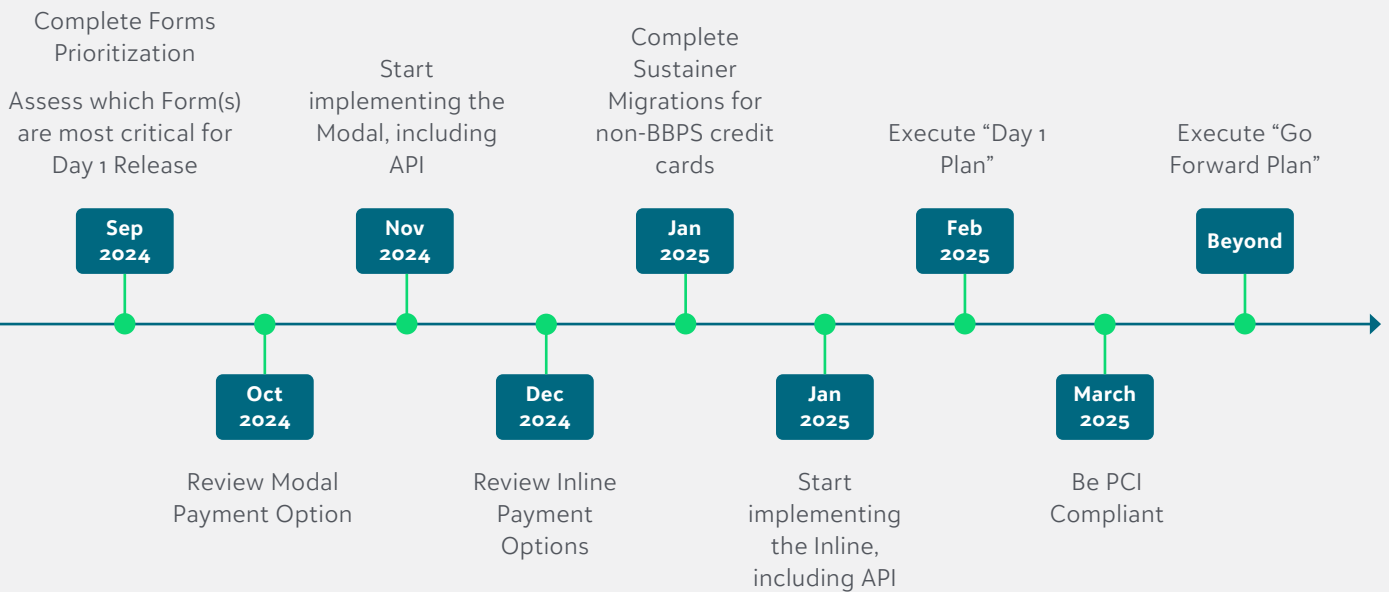 Complete Forms
Prioritization
Assess which Form(s)
are most critical for
Day 1 Release
Sep
2024
Oct
2024
Review Modal
Payment Option
Start
implementing the
Modal, including
API
Nov
2024
Dec
2024
Review Inline
Payment
Options
Complete
Sustainer
Migrations for
non-BBPS credit
cards
Jan
2025
Jan
2025
Start
implementing
the Inline,
including API
Execute “Day 1
Plan”
Feb
2025
March
2025
Be PCI
Compliant
Execute “Go
Forward Plan”
Beyond